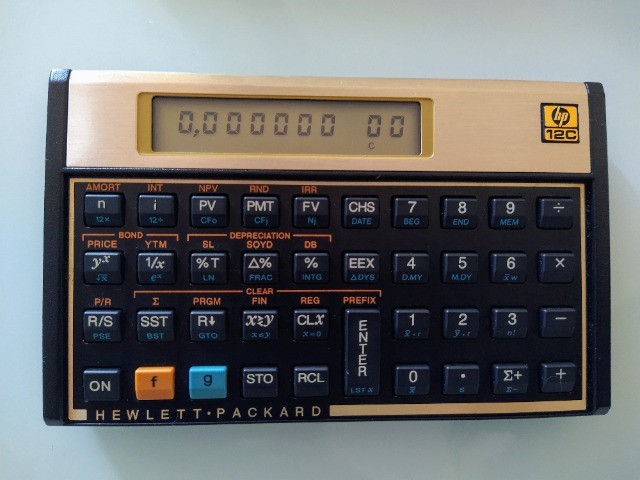 0,000000 00
C
hp
12C
AMORT INT NPV RND IRR
n i PV PMT FV CHS 7 8 9 ÷
12× 12÷ CFo CFj Nj DATE BEG END MEM
BOND DEPRECIATION
PRICE YTM SL SOYD DB
yˣ 1/x %T Δ% % EEX 4 5 6 ×
√x eˣ LN FRAC INTG ΔDYS D.MY M.DY x̄w
CLEAR
P/R Σ PRGM FIN REG PREFIX
R/S SST R↓ x≷y CLx ENTER 1 2 3 −
PSE BST GTO x≤y x=0 x̂,r ŷ,r n!
ON f g STO RCL 0 . Σ+ +
LST X x̄ s Σ−
HEWLETT·PACKARD